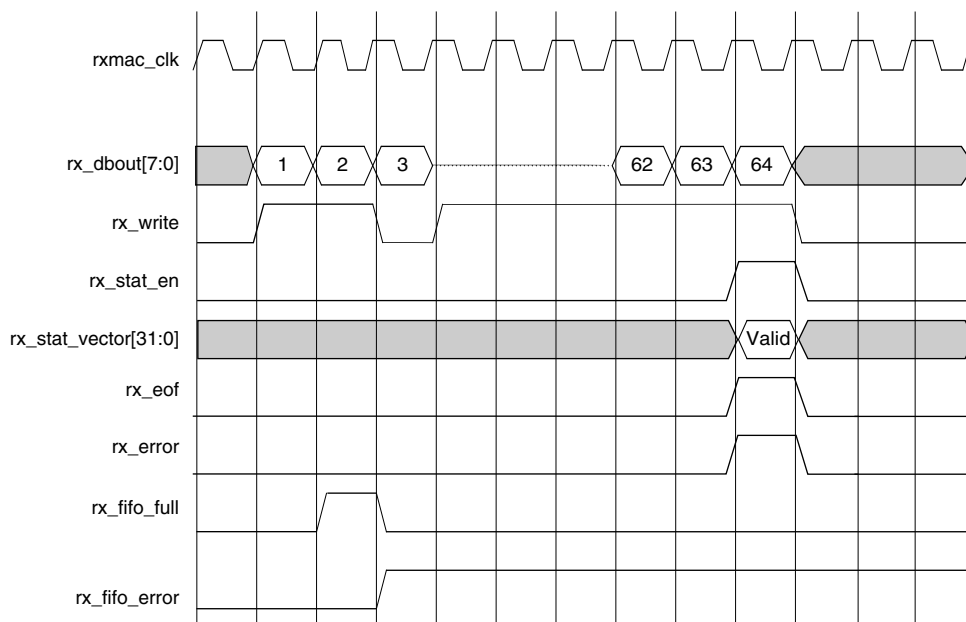 rxmac_clk
rx_dbout[7:0] 1 2 3 62 63 64
rx_write
rx_stat_en
rx_stat_vector[31:0] Valid
rx_eof
rx_error
rx_fifo_full
rx_fifo_error